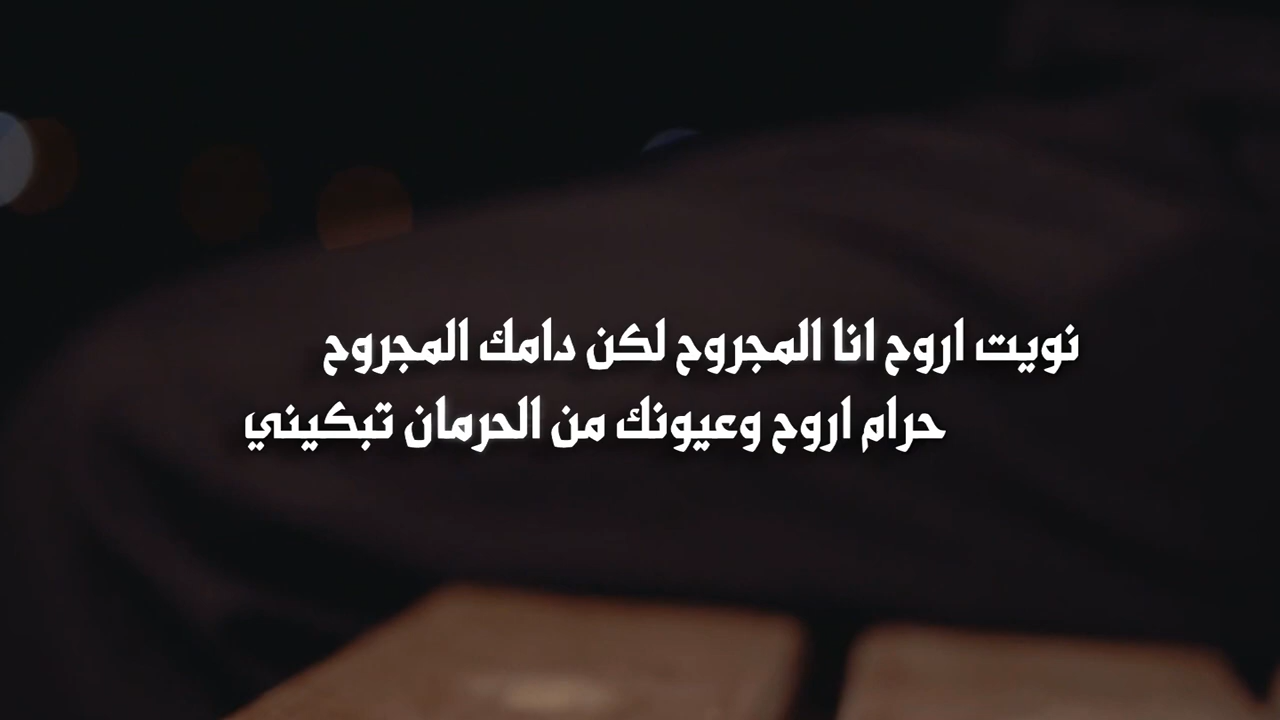 نويت اروح انا المجروح لكن دامك المجروح
حرام اروح وعيونك من الحرمان تبكيني